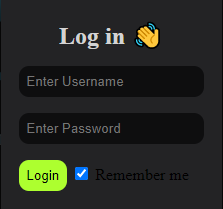 Log in 👋
Enter Username
Enter Password
Login Remember me